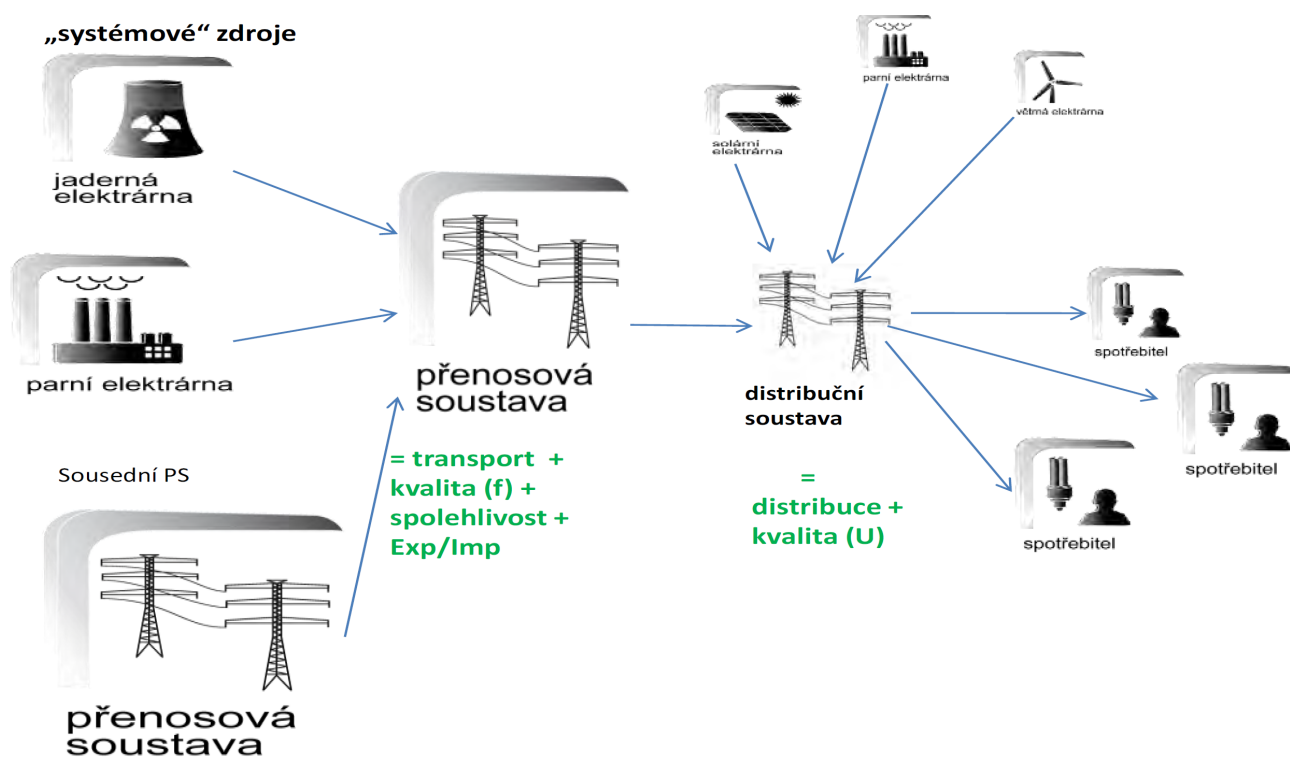 „systémové“ zdroje
jaderná
elektrárna
parní elektrárna
Sousední PS
přenosová
soustava
přenosová
soustava
= transport +
kvalita (f) +
spolehlivost +
Exp/Imp
solární
elektrárna
parní elektrárna
větrná elektrárna
distribuční
soustava
=
distribuce +
kvalita (U)
spotřebitel
spotřebitel
spotřebitel